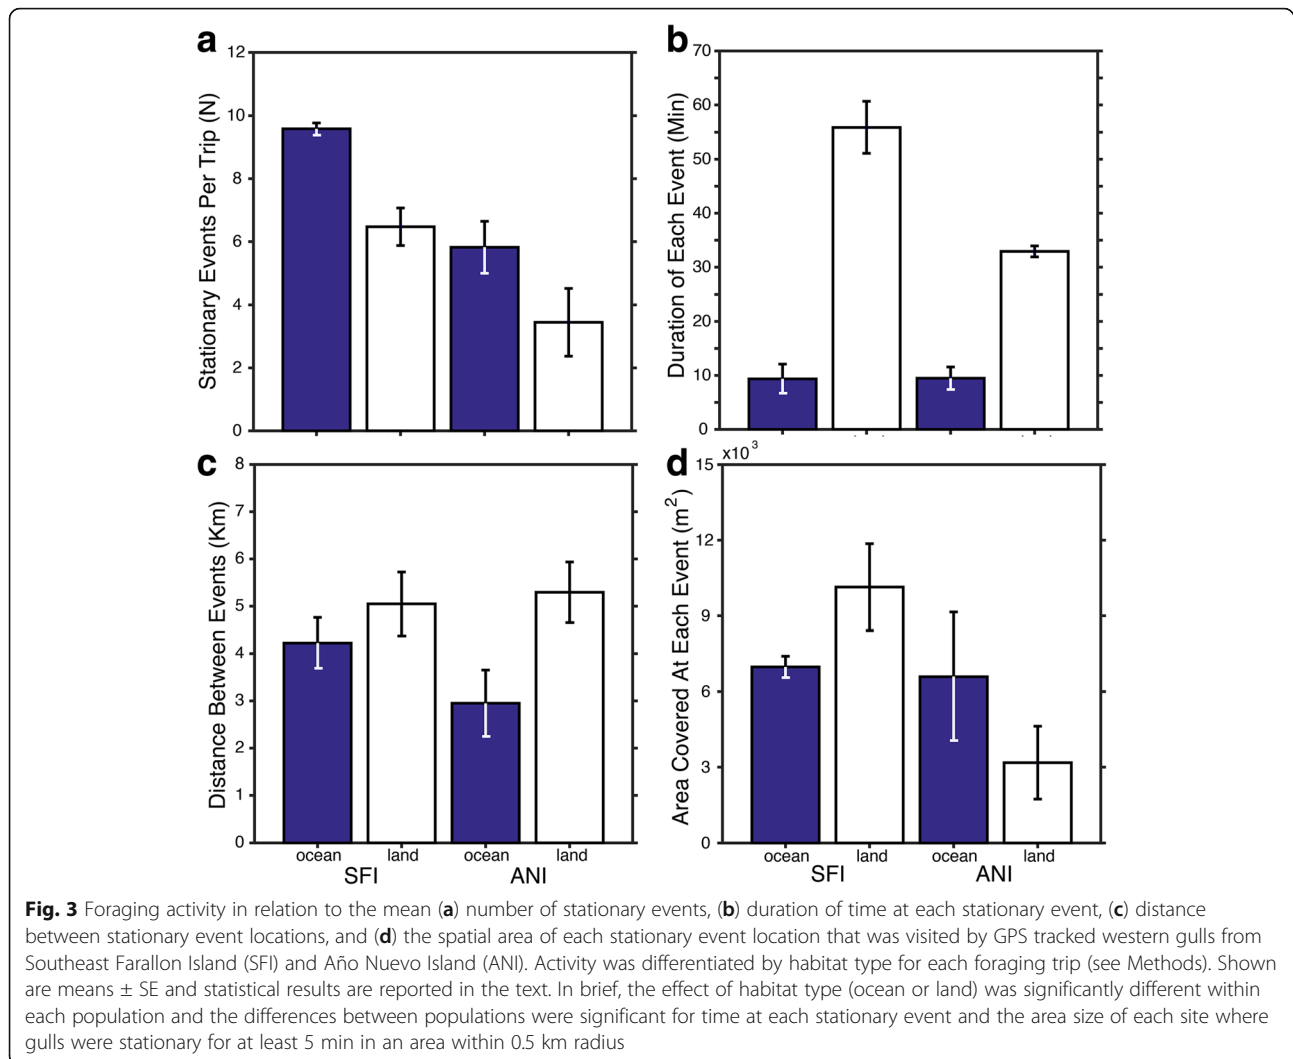 a
12
10
8
6
4
2
0
Stationary Events Per Trip (N)
b
70
60
50
40
30
20
10
0
Duration of Each Event (Min)
c
8
7
6
5
4
3
2
1
0
Distance Between Events (Km)
ocean land ocean land
SFI ANI
d
x10³
15
12
9
6
3
0
Area Covered At Each Event (m²)
ocean land ocean land
SFI ANI
Fig. 3 Foraging activity in relation to the mean (a) number of stationary events, (b) duration of time at each stationary event, (c) distance
between stationary event locations, and (d) the spatial area of each stationary event location that was visited by GPS tracked western gulls from
Southeast Farallon Island (SFI) and Año Nuevo Island (ANI). Activity was differentiated by habitat type for each foraging trip (see Methods). Shown
are means ± SE and statistical results are reported in the text. In brief, the effect of habitat type (ocean or land) was significantly different within
each population and the differences between populations were significant for time at each stationary event and the area size of each site where
gulls were stationary for at least 5 min in an area within 0.5 km radius